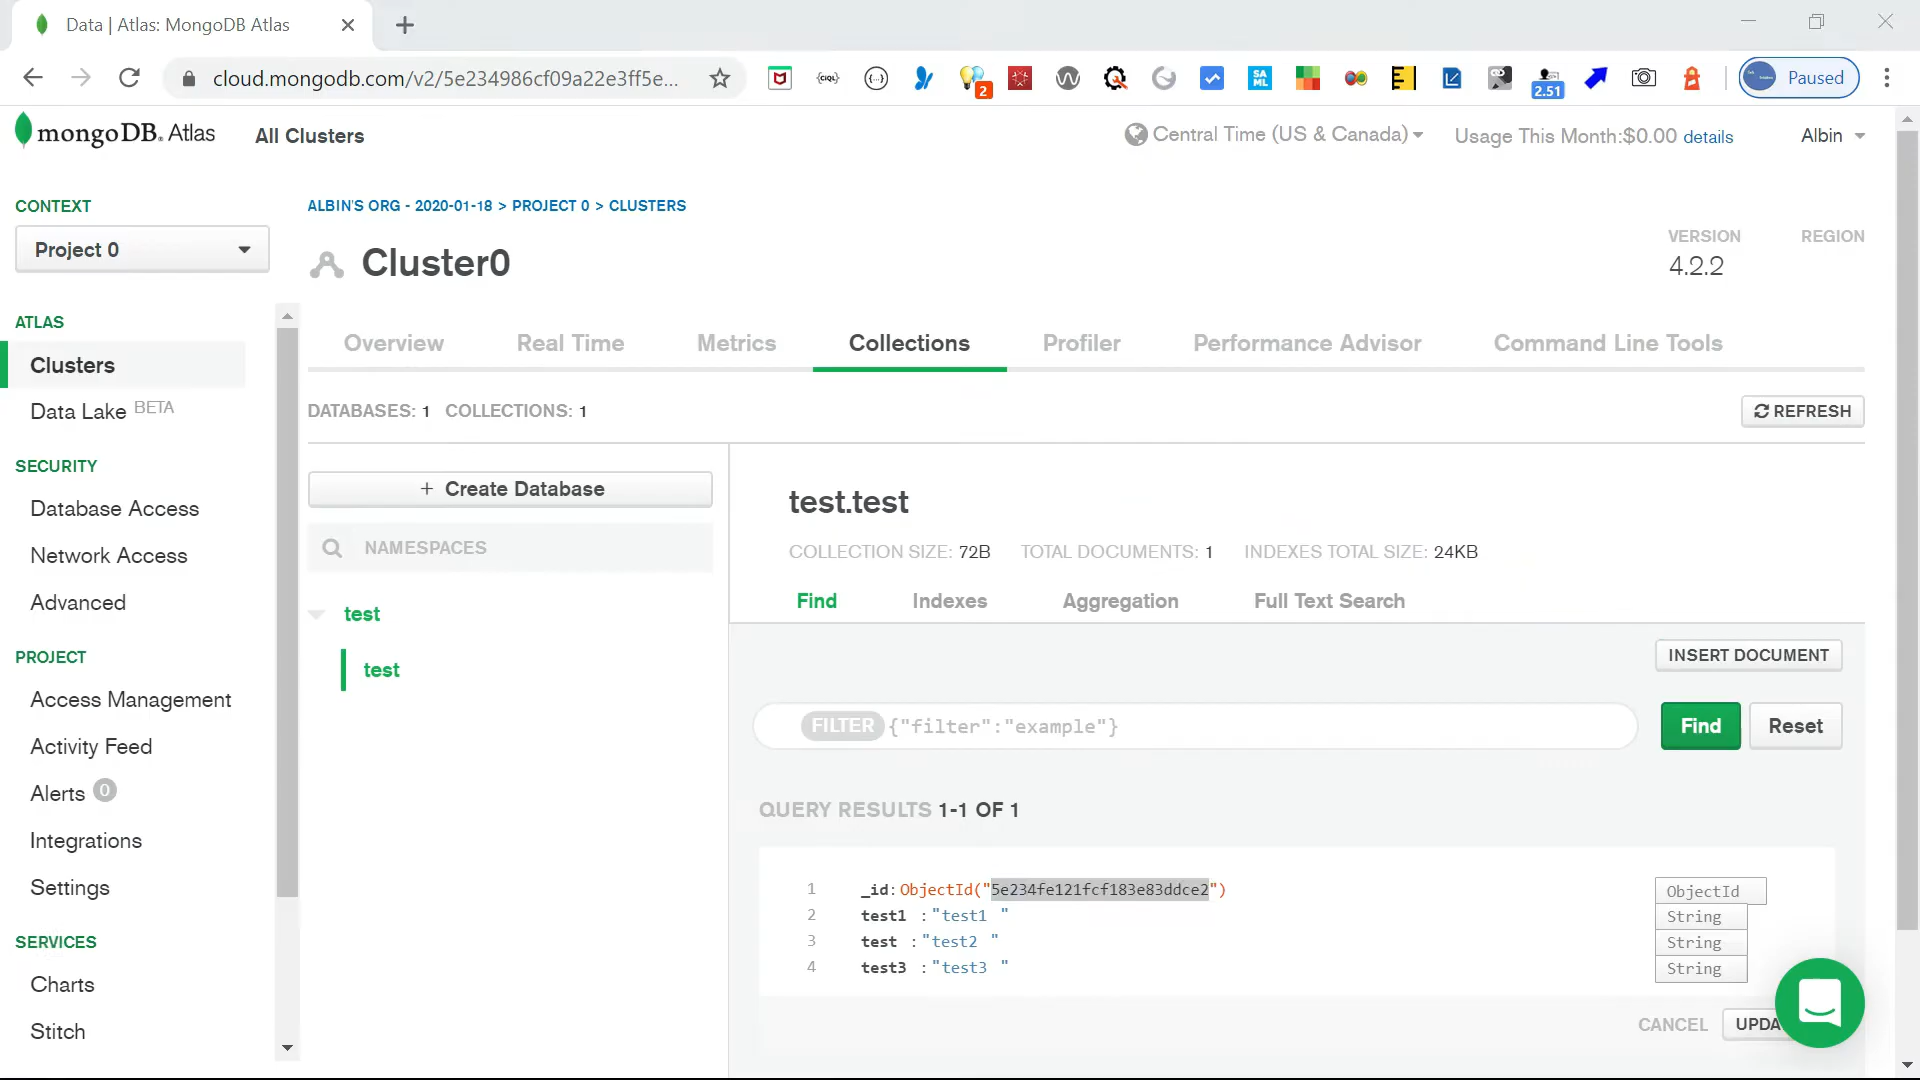 Data | Atlas: MongoDB Atlas
cloud.mongodb.com/v2/5e234986cf09a22e3ff5e...
{CIQL}
{...}
2
SA
ML
2.51
Paused
mongoDB. Atlas
All Clusters
Central Time (US & Canada)
Usage This Month:$0.00 details
Albin
CONTEXT
Project 0
ATLAS
Clusters
Data Lake BETA
SECURITY
Database Access
Network Access
Advanced
PROJECT
Access Management
Activity Feed
Alerts 0
Integrations
Settings
SERVICES
Charts
Stitch
ALBIN'S ORG - 2020-01-18 > PROJECT 0 > CLUSTERS
Cluster0
VERSION
4.2.2
REGION
Overview
Real Time
Metrics
Collections
Profiler
Performance Advisor
Command Line Tools
DATABASES: 1 COLLECTIONS: 1
REFRESH
+ Create Database
NAMESPACES
test
test
test.test
COLLECTION SIZE: 72B TOTAL DOCUMENTS: 1 INDEXES TOTAL SIZE: 24KB
Find
Indexes
Aggregation
Full Text Search
INSERT DOCUMENT
FILTER {"filter":"example"}
Find
Reset
QUERY RESULTS 1-1 OF 1
1 _id: ObjectId("5e234fe121fcf183e83ddce2") ObjectId
2 test1 :"test1 " String
3 test :"test2 " String
4 test3 :"test3 " String
CANCEL
UPDA